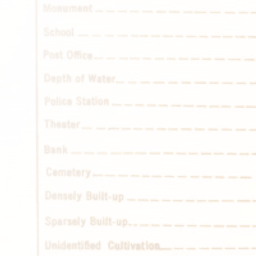 Monument
School
Post Office
Depth of Water
Police Station
Theater
Bank
Cemetery
Densely Built-up
Sparsely Built-up
Unidentified Cultivation